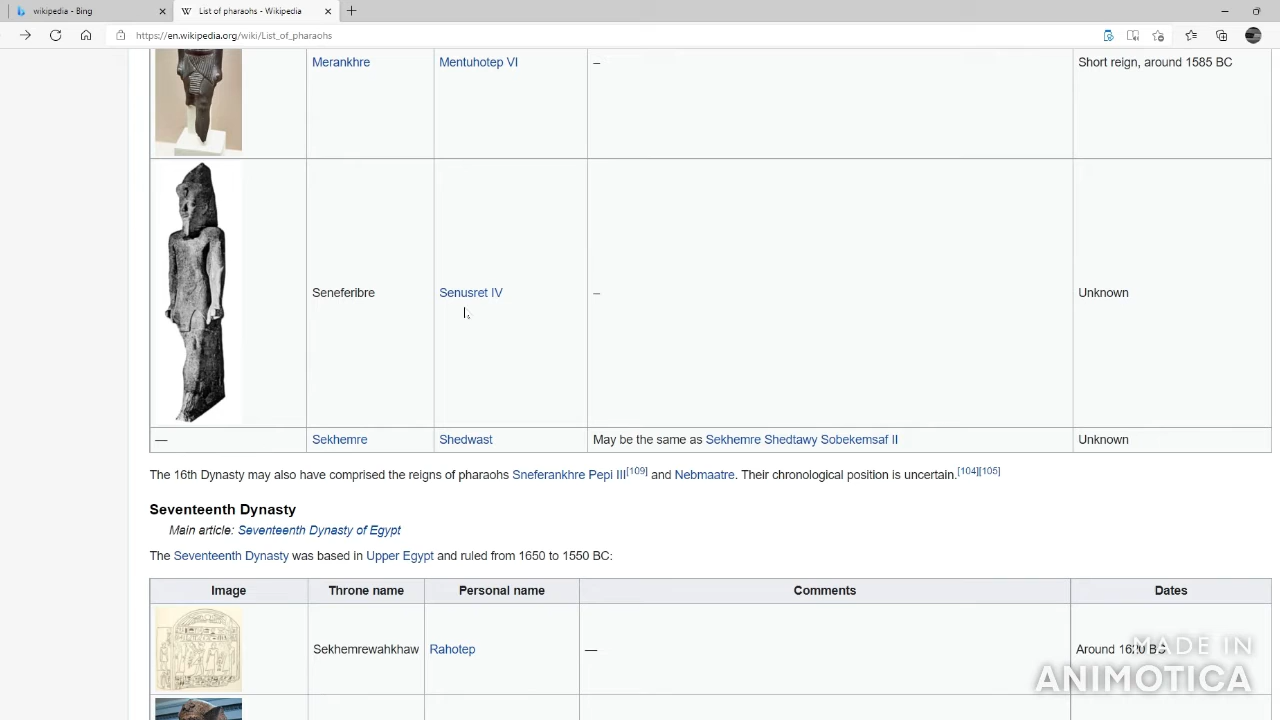 wikipedia - Bing
List of pharaohs - Wikipedia
https://en.wikipedia.org/wiki/List_of_pharaohs
Merankhre Mentuhotep VI – Short reign, around 1585 BC
Seneferibre Senusret IV – Unknown
— Sekhemre Shedwast May be the same as Sekhemre Shedtawy Sobekemsaf II Unknown
The 16th Dynasty may also have comprised the reigns of pharaohs Sneferankhre Pepi III[109] and Nebmaatre. Their chronological position is uncertain.[104][105]
Seventeenth Dynasty
Main article: Seventeenth Dynasty of Egypt
The Seventeenth Dynasty was based in Upper Egypt and ruled from 1650 to 1550 BC:
Image Throne name Personal name Comments Dates
Sekhemrewahkhaw Rahotep — Around 1620 BC
MADE IN
ANIMOTICA